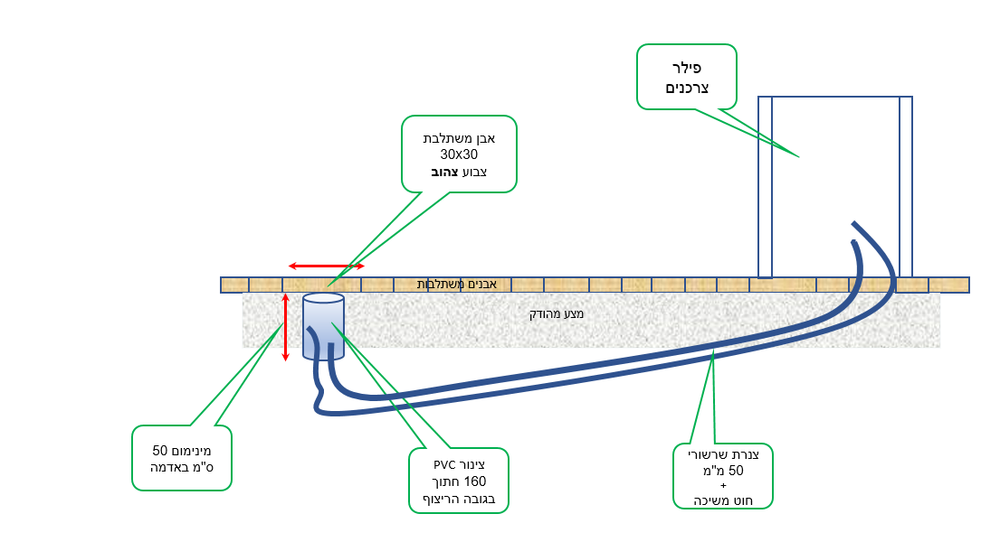 פילר
צרכנים
אבן משתלבת
30x30
צבוע צהוב
אבנים משתלבות
מצע מהודק
מינימום 50
ס"מ באדמה
צינור PVC
160 חתוך
בגובה הריצוף
צנרת שרשורי
50 מ"מ
+
חוט משיכה